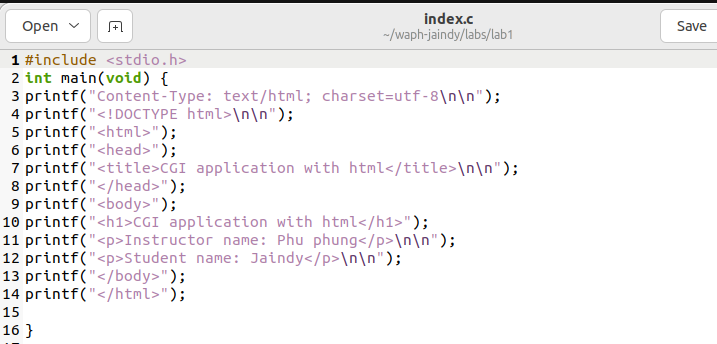 Open
index.c
~/waph-jaindy/labs/lab1
Save
1 #include <stdio.h>
2 int main(void) {
3 printf("Content-Type: text/html; charset=utf-8\n\n");
4 printf("<!DOCTYPE html>\n\n");
5 printf("<html>");
6 printf("<head>");
7 printf("<title>CGI application with html</title>\n\n");
8 printf("</head>");
9 printf("<body>");
10 printf("<h1>CGI application with html</h1>");
11 printf("<p>Instructor name: Phu phung</p>\n\n");
12 printf("<p>Student name: Jaindy</p>\n\n");
13 printf("</body>");
14 printf("</html>");
15
16 }
17